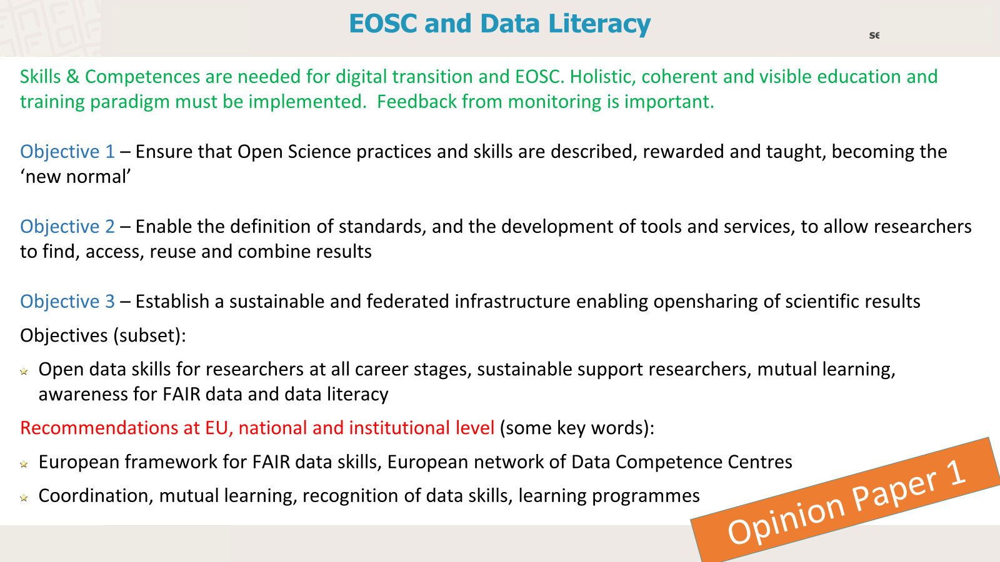 EOSC and Data Literacy
Skills & Competences are needed for digital transition and EOSC. Holistic, coherent and visible education and
training paradigm must be implemented.  Feedback from monitoring is important.
Objective 1 – Ensure that Open Science practices and skills are described, rewarded and taught, becoming the
‘new normal’
Objective 2 – Enable the definition of standards, and the development of tools and services, to allow researchers
to find, access, reuse and combine results
Objective 3 – Establish a sustainable and federated infrastructure enabling opensharing of scientific results
Objectives (subset):
Open data skills for researchers at all career stages, sustainable support researchers, mutual learning,
awareness for FAIR data and data literacy
Recommendations at EU, national and institutional level (some key words):
European framework for FAIR data skills, European network of Data Competence Centres
Coordination, mutual learning, recognition of data skills, learning programmes
Opinion Paper 1